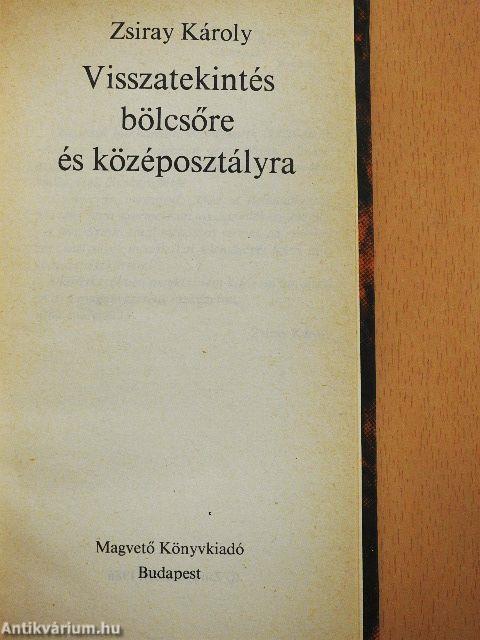 Zsiray Károly
Visszatekintés
bölcsőre
és középosztályra
Magvető Könyvkiadó
Budapest
Antikvárium.hu